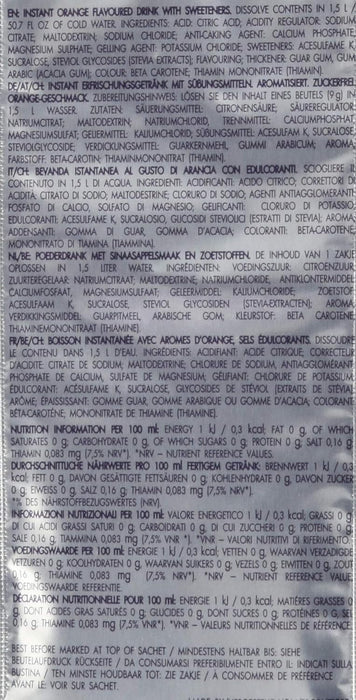 EN: INSTANT ORANGE FLAVOURED DRINK WITH SWEETENERS. DISSOLVE CONTENTS IN 1,5 L /
50.7 FL OZ OF COLD WATER. INGREDIENTS: ACID: CITRIC ACID; ACIDITY REGULATOR: SODIUM
CITRATE; MALTODEXTRIN; SODIUM CHLORIDE; ANTI-CAKING AGENT: CALCIUM PHOSPHATE;
MAGNESIUM SULPHATE; GELLING AGENT: POTASSIUM CHLORIDE; SWEETENERS: ACESULFAME K,
SUCRALOSE, STEVIOL GLYCOSIDES (STEVIA EXTRACTS); FLAVOURING; THICKENER: GUAR GUM, GUM
ARABIC (ACACIA GUM); COLOUR: BETA CAROTENE; THIAMIN MONONITRATE (THIAMIN).
DE/AT/CH: INSTANT ERFRISCHUNGSGETRÄNK MIT SÜSSUNGSMITTELN, AROMATISIERT, ZUCKERFREI,
ORANGE-GESCHMACK. ZUBEREITUNGSHINWEIS: LÖSEN SIE DEN INHALT EINES BEUTELS (9g) IN
1,5 L WASSER. ZUTATEN: SÄUERUNGSMITTEL: CITRONENSÄURE; SÄUREREGULATOR:
NATRIUMCITRAT; MALTODEXTRIN, NATRIUMCHLORID, TRENNMITTEL: CALCIUMPHOSPHAT,
MAGNESIUMSULFAT; GELIERMITTEL: KALIUMCHLORID; SÜSSUNGSMITTEL: ACESULFAM K, SUCRALOSE,
STEVIOLGLYCOSIDE, VERDICKUNGSMITTEL: GUARKERNMEHL, GUMMI ARABICUM; AROMA;
FARBSTOFF: BETA-CAROTIN; THIAMINMONONITRAT (THIAMIN).
IT/CH: BEVANDA ISTANTANEA AL GUSTO DI ARANCIA CON EDULCORANTI. SCIOGLIERE IL
CONTENUTO IN 1,5 L DI ACQUA. INGREDIENTI: ACIDIFICANTI: ACIDO CITRICO; CORRETTORI DI
ACIDITÀ: CITRATO DI SODIO; MALTODESTRINE; CLORURO DI SODIO; AGENTI ANTIAGGLOMERANTI:
FOSFATO DI CALCIO, SOLFATO DI MAGNESIO, GELIFICANTI: CLORURO DI POTASSIO,
EDULCORANTI: ACESULFAME K, SUCRALOSIO, GLICOSIDI STEVIOLICI (ESTRATTI DI STEVIA); AROMA;
ADDENSANTI: GOMMA DI GUAR, GOMMA D'ACACIA; COLORANTI: BETA-CAROTENE,
MONONITRATO DI TIAMINA (TIAMMINA).
NL/BE: POEDERDRANK MET SINAASAPPELSMAAK EN ZOETSTOFFEN. DE INHOUD VAN 1 ZAKJE
OPLOSSEN IN 1,5 LITER WATER. INGREDIËNTEN: VOEDINGSZUUR: CITROENZUUR,
ZUURTEREGELAAR: NATRIUMCITRAAT; MALTODEXTRINE; NATRIUMCHLORIDE, ANTIKLONTERMIDDEL:
CALCIUMFOSFAAT, MAGNESIUMSULFAAT; GELEERMIDDEL: KALIUMCHLORIDE; ZOETSTOF:
ACESULFAAM K, SUCRALOSE, STEVIOL GLYCOSIDEN [STEVIA-EXTRACTEN]; AROMA;
VERDIKKINGSMIDDEL: GUARPITMEEL, ARABISCHE GOM; KLEURSTOF: BETA CAROTENE,
THIAMINEMONONITRAAT (THIAMINE).
FR/BE/CH: BOISSON INSTANTANÉE AVEC ARÔMES D'ORANGE, SELS ÉDULCORANTS. DISSOUDRE
LE CONTENU DANS 1,5 L D'EAU. INGRÉDIENTS: ACIDIFIANT: ACIDE CITRIQUE, CORRECTEUR
D'ACIDITE: CITRATE DE SODIUM; MALTODEXTRINE; CHLORURE DE SODIUM, ANTIAGGLOMÉRANT:
PHOSPHATE DE CALCIUM, SULFATE DE MAGNESIUM; GÉLIFIANT: CHLORURE DE POTASSIUM,
EDULCORANT: ACÉSULFAME K, SUCRALOSE, GLYCOSIDES DE STÉVIOL (EXTRAITS DE STÉVIA),
ARÔME, ÉPAISSISSANT: GOMME GUAR, GOMME ARABIQUE OU GOMME D'ACACIA; COLORANT:
BÊTACAROTÈNE; MONONITRATE DE THIAMINE (THIAMINE).
NUTRITION INFORMATION PER 100 ml: ENERGY 1 kJ / 0,3 kcal, FAT 0 g, OF WHICH
SATURATES 0 g; CARBOHYDRATE 0 g, OF WHICH SUGARS 0 g; PROTEIN 0 g, SALT 0,16 g
THIAMIN 0,083 mg (7,5% NRV*). *NRV – NUTRIENT REFERENCE VALUES.
DURCHSCHNITTLICHE NÄHRWERTE PRO 100 ml FERTIGEM GETRÄNK: BRENNWERT 1 kJ / 0,3
kcal; FETT 0 g, DAVON GESÄTTIGTE FETTSÄUREN 0 g; KOHLENHYDRATE 0 g, DAVON ZUCKER
0 g, EIWEISS 0 g, SALZ 0,16 g; THIAMIN 0,083 mg (7,5% NRV*).
*% DES NÄHRSTOFFBEZUGSWERTES (NRV)
INFORMAZIONI NUTRIZIONALI PER 100 ml: VALORE ENERGETICO 1 kJ / 0,3 kcal, GRASSI 0 g,
DI CUI ACIDI GRASSI SATURI 0 g; CARBOIDRATI 0 g, DI CUI ZUCCHERI 0 g; PROTEINE 0 g,
SALE 0,16 g; TIAMMINA 0,083 mg (7,5% VNR *). *VNR – VALORI NUTRITIVI DI RIFERIMENTO.
VOEDINGSWAARDE PER 100 ml: ENERGIE 1 kJ / 0,3 kcal; VETTEN 0 g, WAARVAN VERZADIGDE
VETZUREN 0 g; KOOLHYDRATEN 0 g, WAARVAN SUIKERS 0 g; VEZELS 0 g; EIWITTEN 0 g, ZOUT
0,16 g; THIAMINE 0,083 mg (7,5% NRV*). *NRV – NUTRIENT REFERENCE VALUE,
VOEDINGSWAARDE REFERENTIE.
DÉCLARATION NUTRITIONNELLE POUR 100 ml: ÉNERGIE 1 kJ / 0,3 kcal; MATIÈRES GRASSES 0
g, DONT ACIDES GRAS SATURÉS 0 g; GLUCIDES 0 g, DONT SUCRES 0 g; PROTÉINES 0 g, SEL
0,16 g, THIAMINE 0,083 mg (7,5% VNR*). *VNR – VALEURS NUTRITIONNELLES DE RÉFÉRENCE.
BEST BEFORE MARKED AT TOP OF SACHET / MINDESTENS HALTBAR BIS: SIEHE
BEUTELAUFDRUCK RÜCKSEITE / DA CONSUMARSI PREFERIBILMENTE ENTRO IL: INDICATI SULLA
BUSTINA / TEN MINSTE HOUDBAAR TOT: ZIE ZAKJE / À CONSOMMER DE PRÉFÉRENCE
AVANT LE: VOIR SUR SACHET.